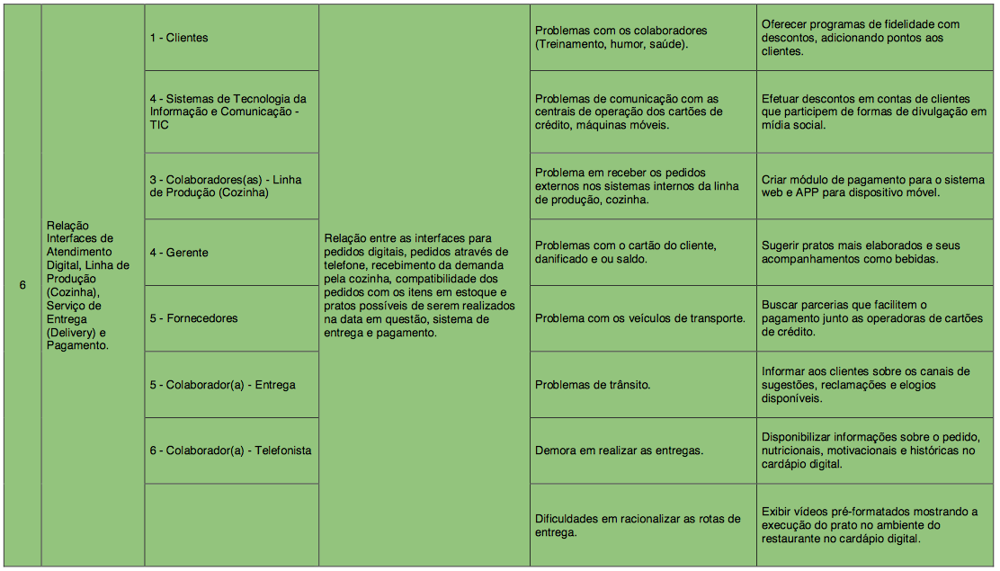 6
Relação
Interfaces de
Atendimento
Digital, Linha de
Produção
(Cozinha),
Serviço de
Entrega
(Delivery) e
Pagamento.
1 - Clientes
4 - Sistemas de Tecnologia da
Informação e Comunicação -
TIC
3 - Colaboradores(as) - Linha
de Produção (Cozinha)
4 - Gerente
5 - Fornecedores
5 - Colaborador(a) - Entrega
6 - Colaborador(a) - Telefonista
Relação entre as interfaces para
pedidos digitais, pedidos através de
telefone, recebimento da demanda
pela cozinha, compatibilidade dos
pedidos com os itens em estoque e
pratos possíveis de serem realizados
na data em questão, sistema de
entrega e pagamento.
Problemas com os colaboradores
(Treinamento, humor, saúde).
Problemas de comunicação com as
centrais de operação dos cartões de
crédito, máquinas móveis.
Problema em receber os pedidos
externos nos sistemas internos da linha
de produção, cozinha.
Problemas com o cartão do cliente,
danificado e ou saldo.
Problema com os veículos de transporte.
Problemas de trânsito.
Demora em realizar as entregas.
Dificuldades em racionalizar as rotas de
entrega.
Oferecer programas de fidelidade com
descontos, adicionando pontos aos
clientes.
Efetuar descontos em contas de clientes
que participem de formas de divulgação em
mídia social.
Criar módulo de pagamento para o sistema
web e APP para dispositivo móvel.
Sugerir pratos mais elaborados e seus
acompanhamentos como bebidas.
Buscar parcerias que facilitem o
pagamento junto as operadoras de cartões
de crédito.
Informar aos clientes sobre os canais de
sugestões, reclamações e elogios
disponíveis.
Disponibilizar informações sobre o pedido,
nutricionais, motivacionais e históricas no
cardápio digital.
Exibir vídeos pré-formatados mostrando a
execução do prato no ambiente do
restaurante no cardápio digital.